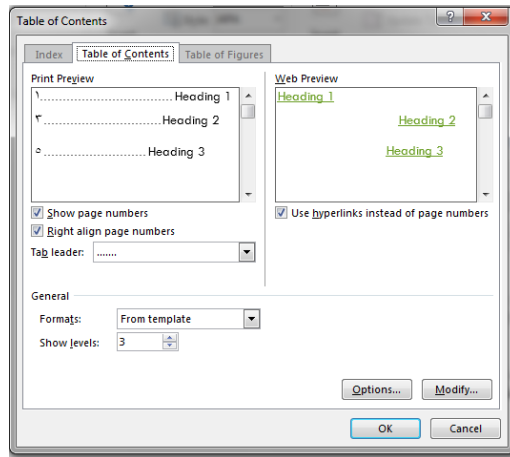 Table of Contents
Index Table of Contents Table of Figures
Print Preview
١.............................Heading 1
٣.........................Heading 2
٥......................Heading 3
Show page numbers
Right align page numbers
Tab leader: .......
Web Preview
Heading 1
Heading 2
Heading 3
Use hyperlinks instead of page numbers
General
Formats: From template
Show levels: 3
Options... Modify...
OK Cancel